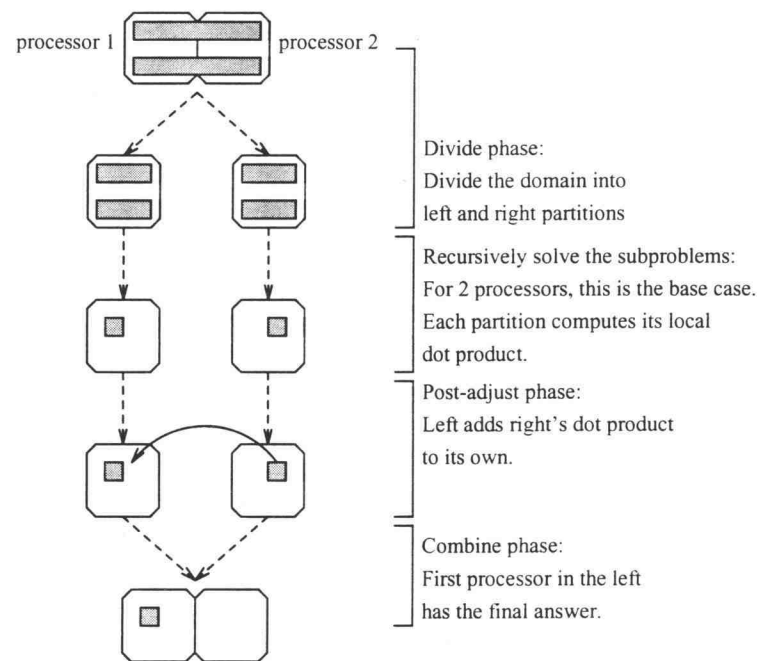 processor 1
processor 2
Divide phase:
Divide the domain into
left and right partitions
Recursively solve the subproblems:
For 2 processors, this is the base case.
Each partition computes its local
dot product.
Post-adjust phase:
Left adds right's dot product
to its own.
Combine phase:
First processor in the left
has the final answer.